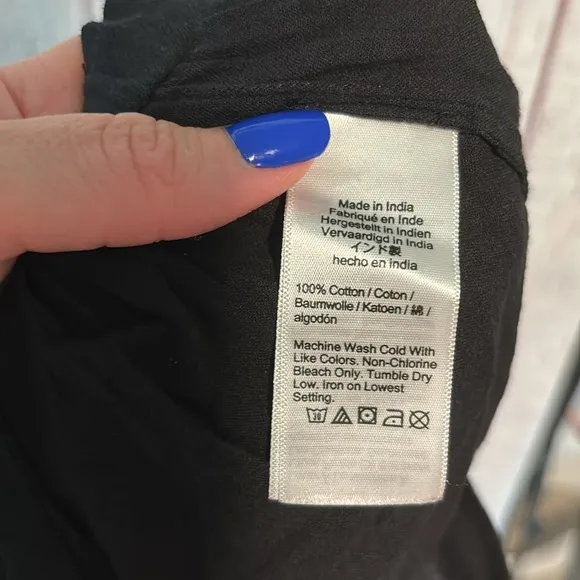 Made in India
Fabriqué en Inde
Hergestellt in Indien
Vervaardigd in India
インド製
hecho en india
100% Cotton / Coton /
Baumwolle / Katoen / 綿 /
algodón
Machine Wash Cold With
Like Colors. Non-Chlorine
Bleach Only. Tumble Dry
Low. Iron on Lowest
Setting.
30